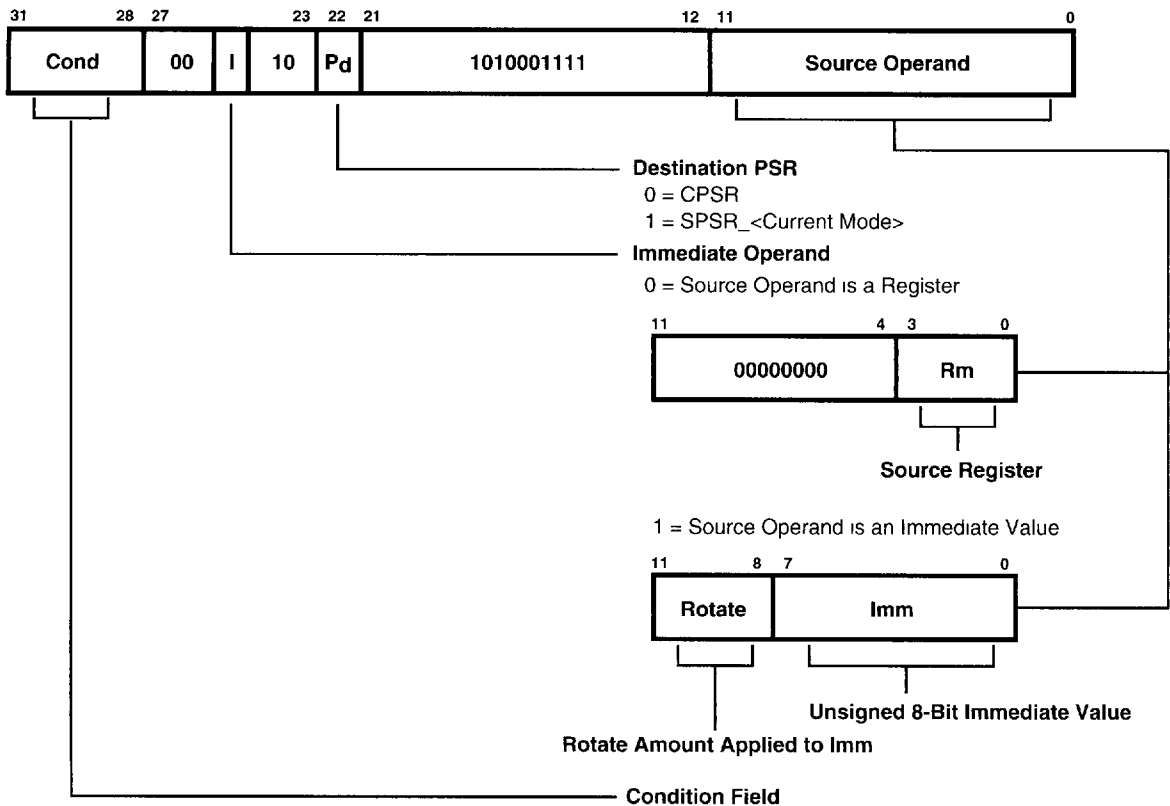 31 28 27 23 22 21 12 11 0
Cond 00 I 10 Pd 1010001111 Source Operand
Destination PSR
0 = CPSR
1 = SPSR_<Current Mode>
Immediate Operand
0 = Source Operand is a Register
11 4 3 0
00000000 Rm
Source Register
1 = Source Operand is an Immediate Value
11 8 7 0
Rotate Imm
Unsigned 8-Bit Immediate Value
Rotate Amount Applied to Imm
Condition Field